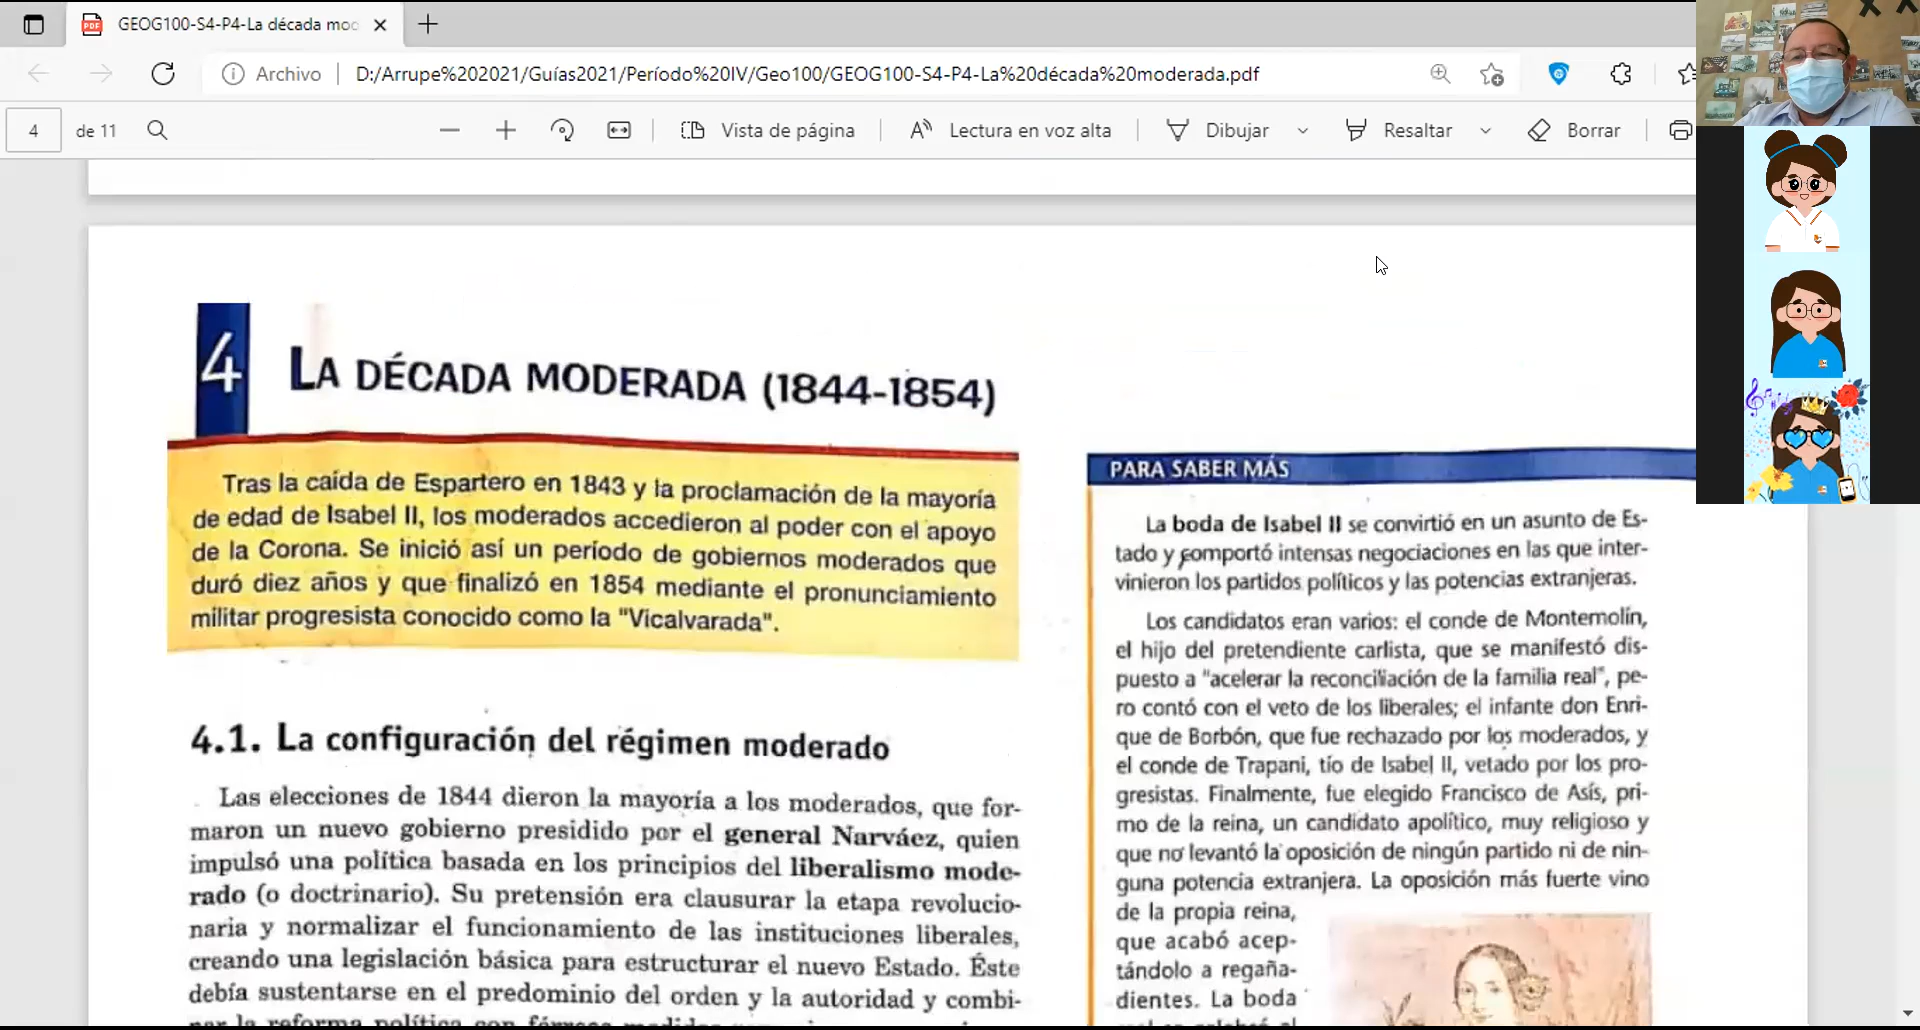 GEOG100-S4-P4-La década mod
Archivo
D:/Arrupe%202021/Guías2021/Período%20IV/Geo100/GEOG100-S4-P4-La%20década%20moderada.pdf
4 de 11
Vista de página
Lectura en voz alta
Dibujar
Resaltar
Borrar
4
LA DÉCADA MODERADA (1844-1854)
Tras la caída de Espartero en 1843 y la proclamación de la mayoría
de edad de Isabel II, los moderados accedieron al poder con el apoyo
de la Corona. Se inició así un período de gobiernos moderados que
duró diez años y que finalizó en 1854 mediante el pronunciamiento
militar progresista conocido como la "Vicalvarada".
4.1. La configuración del régimen moderado
Las elecciones de 1844 dieron la mayoría a los moderados, que for-
maron un nuevo gobierno presidido por el general Narváez, quien
impulsó una política basada en los principios del liberalismo mode-
rado (o doctrinario). Su pretensión era clausurar la etapa revolucio-
naria y normalizar el funcionamiento de las instituciones liberales,
creando una legislación básica para estructurar el nuevo Estado. Éste
debía sustentarse en el predominio del orden y la autoridad y combi-
nar la reforma política con
PARA SABER MÁS
La boda de Isabel II se convirtió en un asunto de Es-
tado y comportó intensas negociaciones en las que inter-
vinieron los partidos políticos y las potencias extranjeras.
Los candidatos eran varios: el conde de Montemolín,
el hijo del pretendiente carlista, que se manifestó dis-
puesto a "acelerar la reconciliación de la familia real", pe-
ro contó con el veto de los liberales; el infante don Enri-
que de Borbón, que fue rechazado por los moderados, y
el conde de Trapani, tío de Isabel II, vetado por los pro-
gresistas. Finalmente, fue elegido Francisco de Asís, pri-
mo de la reina, un candidato apolítico, muy religioso y
que no levantó la oposición de ningún partido ni de nin-
guna potencia extranjera. La oposición más fuerte vino
de la propia reina,
que acabó acep-
tándolo a regaña-
dientes. La boda